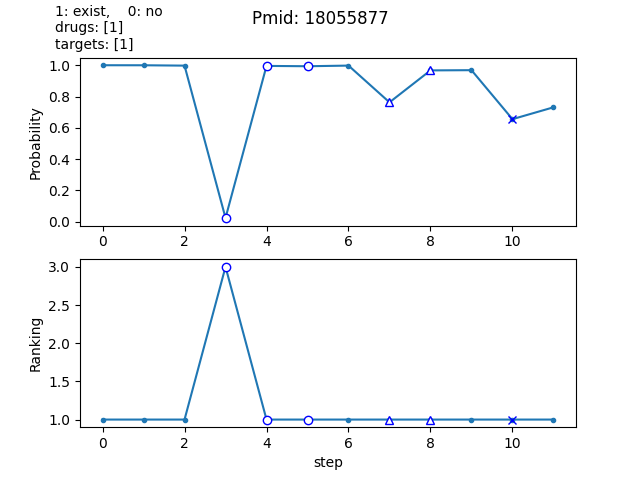 1: exist,    0: no
drugs: [1]
targets: [1]
Pmid: 18055877
Probability
1.0
0.8
0.6
0.4
0.2
0.0
0 2 4 6 8 10
Ranking
3.0
2.5
2.0
1.5
1.0
0 2 4 6 8 10
step